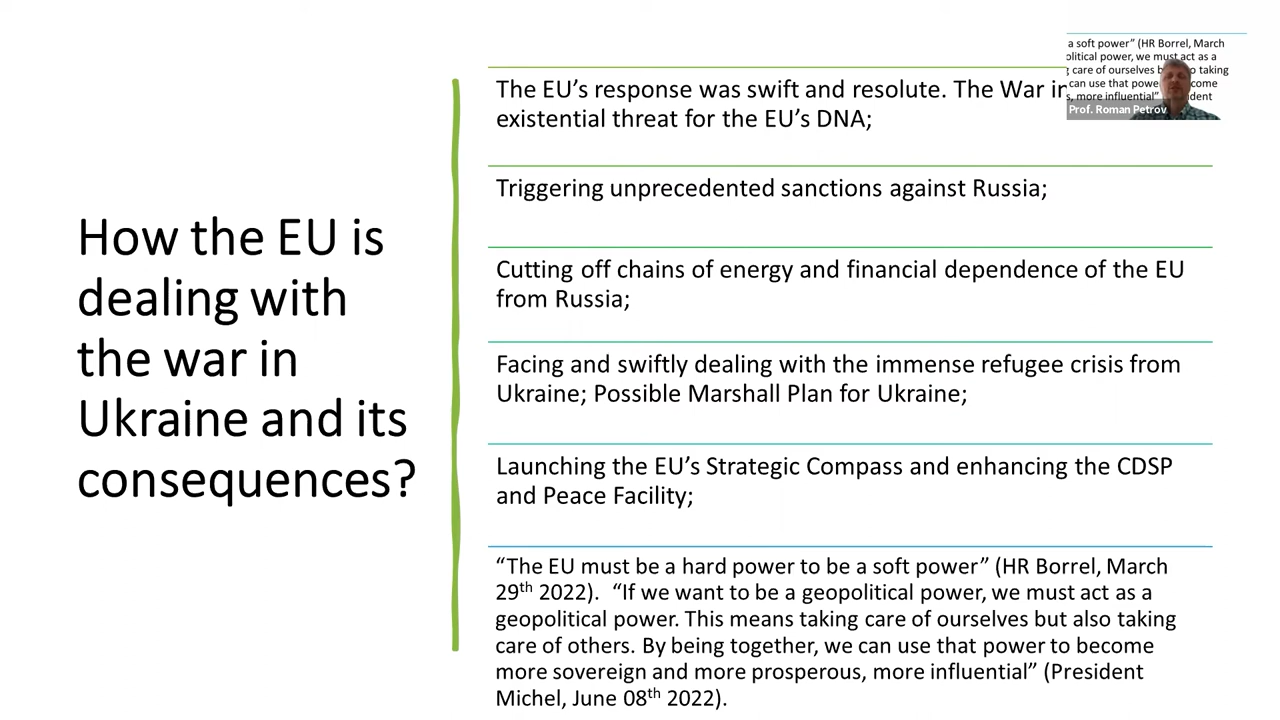 How the EU is
dealing with
the war in
Ukraine and its
consequences?
The EU’s response was swift and resolute. The War in
existential threat for the EU’s DNA;
Triggering unprecedented sanctions against Russia;
Cutting off chains of energy and financial dependence of the EU
from Russia;
Facing and swiftly dealing with the immense refugee crisis from
Ukraine; Possible Marshall Plan for Ukraine;
Launching the EU’s Strategic Compass and enhancing the CDSP
and Peace Facility;
“The EU must be a hard power to be a soft power” (HR Borrel, March
29th 2022). “If we want to be a geopolitical power, we must act as a
geopolitical power. This means taking care of ourselves but also taking
care of others. By being together, we can use that power to become
more sovereign and more prosperous, more influential” (President
Michel, June 08th 2022).
a soft power” (HR Borrel, March
political power, we must act as a
care of ourselves but also taking
can use that power
more influential”
Prof. Roman Petrov